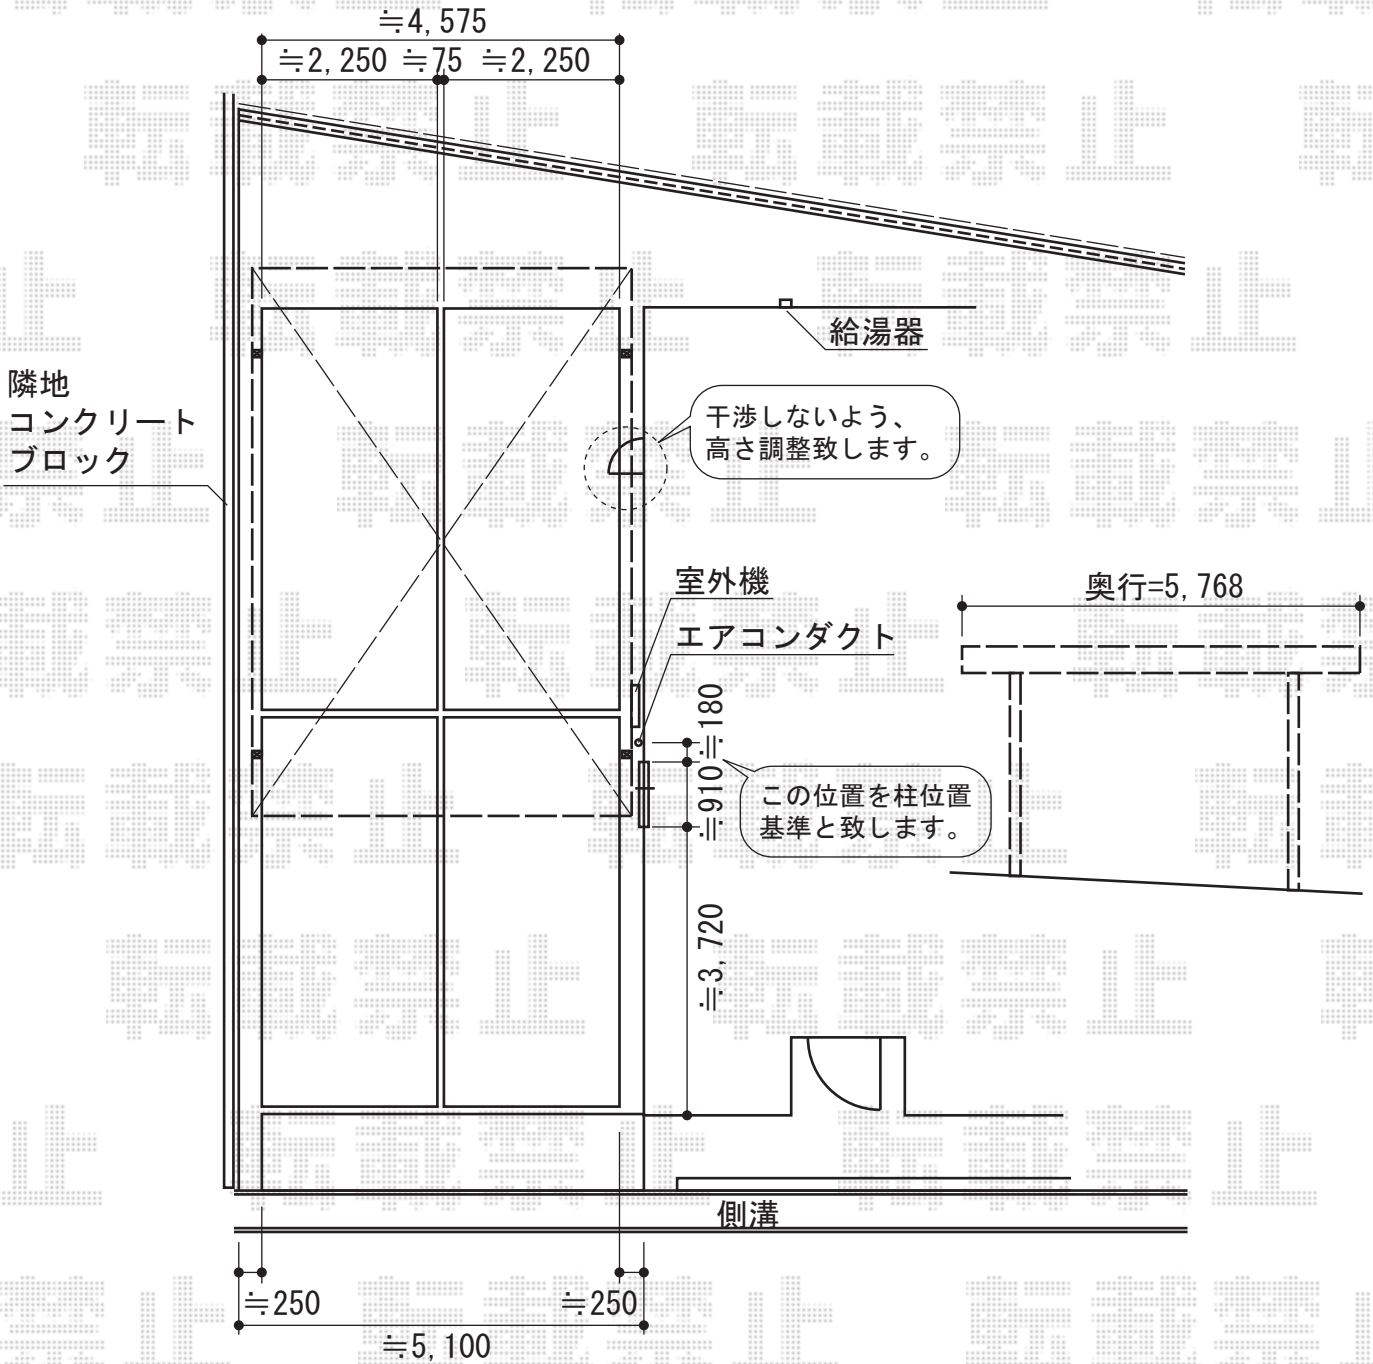 ≒4,575
≒2,250 ≒75 ≒2,250
給湯器
隣地
コンクリート
ブロック
干渉しないよう、
高さ調整致します。
室外機
エアコンダクト
奥行=5,768
≒180
≒910
この位置を柱位置
基準と致します。
≒3,720
側溝
≒250
≒250
≒5,100
転載禁止